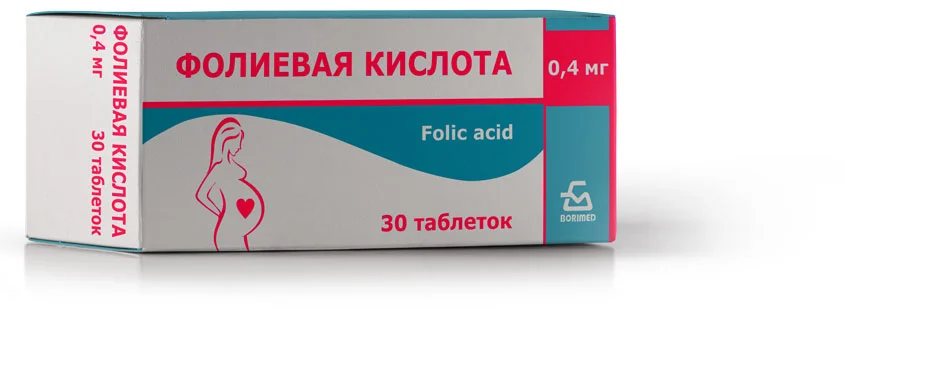 ФОЛИЕВАЯ КИСЛОТА
0,4 мг
30 таблеток
ФОЛИЕВАЯ КИСЛОТА
0,4 мг
Folic acid
30 таблеток
BORIMED